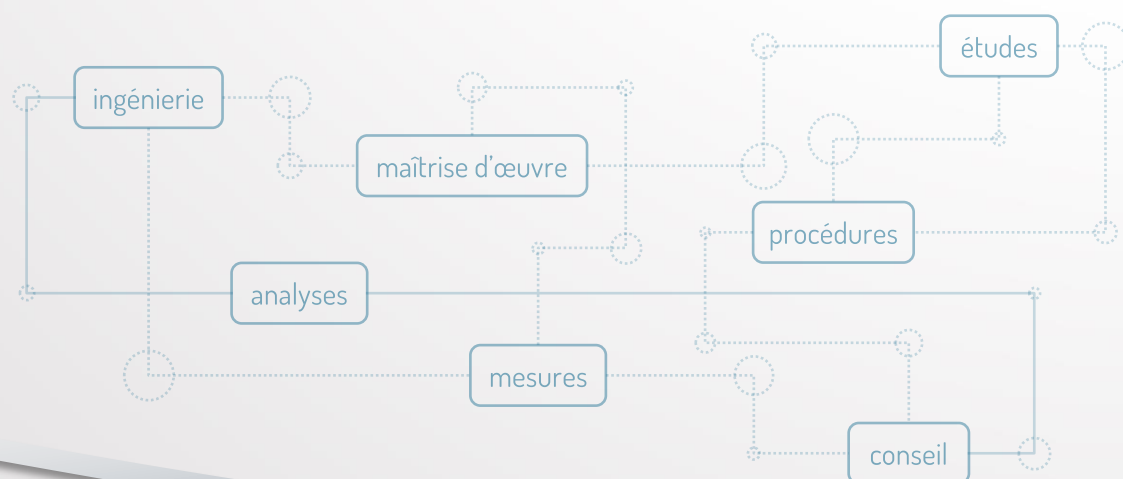 études
ingénierie
maîtrise d'œuvre
procédures
analyses
mesures
conseil